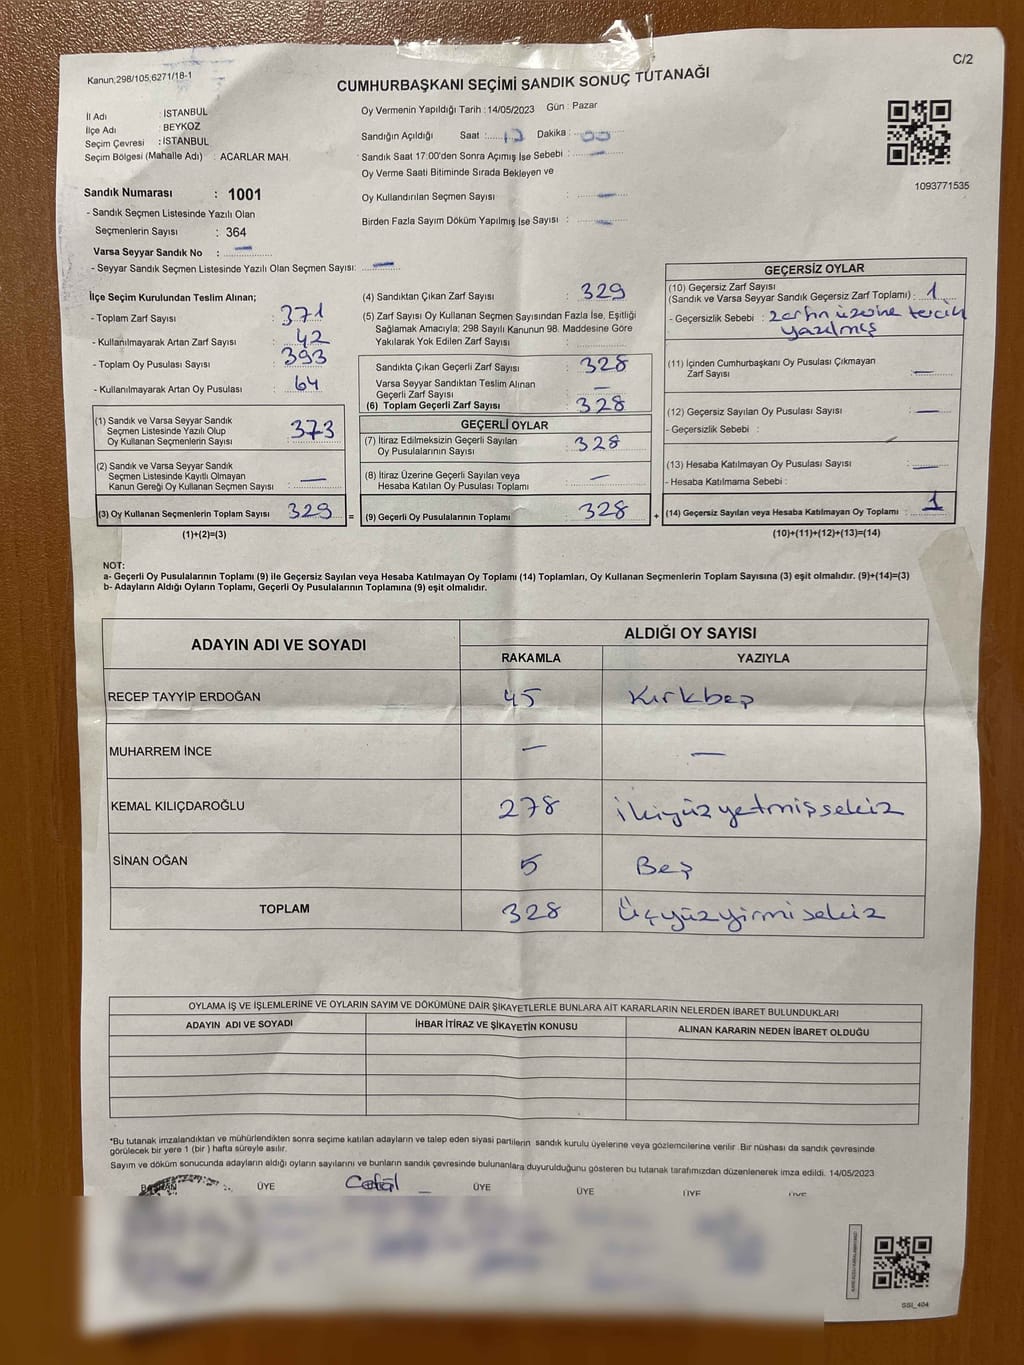 Kanun;298/105,6271/18-1
C/2
CUMHURBAŞKANI SEÇİMİ SANDIK SONUÇ TUTANAĞI
İl Adı : İSTANBUL
İlçe Adı : BEYKOZ
Seçim Çevresi : İSTANBUL
Seçim Bölgesi (Mahalle Adı) : ACARLAR MAH.
Sandık Numarası : 1001
- Sandık Seçmen Listesinde Yazılı Olan
Seçmenlerin Sayısı : 364
Varsa Seyyar Sandık No : —
- Seyyar Sandık Seçmen Listesinde Yazılı Olan Seçmen Sayısı: —
Oy Vermenin Yapıldığı Tarih : 14/05/2023 Gün : Pazar
Sandığın Açıldığı Saat :..... Dakika : 00
- Sandık Saat 17:00'den Sonra Açımış İse Sebebi : —
Oy Verme Saati Bitiminde Sırada Bekleyen ve
Oy Kullandırılan Seçmen Sayısı : —
Birden Fazla Sayım Döküm Yapılmış İse Sayısı : —
1093771535
İlçe Seçim Kurulundan Teslim Alınan;
- Toplam Zarf Sayısı : 371
- Kullanılmayarak Artan Zarf Sayısı : 42
- Toplam Oy Pusulası Sayısı : 393
- Kullanılmayarak Artan Oy Pusulası : 64
(1) Sandık ve Varsa Seyyar Sandık
Seçmen Listesinde Yazılı Olup
Oy Kullanan Seçmenlerin Sayısı : 373
(2) Sandık ve Varsa Seyyar Sandık
Seçmen Listesinde Kayıtlı Olmayan
Kanun Gereği Oy Kullanan Seçmen Sayısı : —
(3) Oy Kullanan Seçmenlerin Toplam Sayısı : 329 =
(1)+(2)=(3)
(4) Sandıktan Çıkan Zarf Sayısı : 329
(5) Zarf Sayısı Oy Kullanan Seçmen Sayısından Fazla İse, Eşitliği
Sağlamak Amacıyla; 298 Sayılı Kanunun 98. Maddesine Göre
Yakılarak Yok Edilen Zarf Sayısı :
Sandıkta Çıkan Geçerli Zarf Sayısı : 328
Varsa Seyyar Sandıktan Teslim Alınan
Geçerli Zarf Sayısı : —
(6) Toplam Geçerli Zarf Sayısı : 328
GEÇERLİ OYLAR
(7) İtiraz Edilmeksizin Geçerli Sayılan
Oy Pusulalarının Sayısı : 328
(8) İtiraz Üzerine Geçerli Sayılan veya
Hesaba Katılan Oy Pusulası Toplamı : —
(9) Geçerli Oy Pusulalarının Toplamı : 328 +
GEÇERSİZ OYLAR
(10) Geçersiz Zarf Sayısı
(Sandık ve Varsa Seyyar Sandık Geçersiz Zarf Toplamı) : 1
- Geçersizlik Sebebi : zarfın üzerine tercih
yazılmış
(11) İçinden Cumhurbaşkanı Oy Pusulası Çıkmayan
Zarf Sayısı : —
(12) Geçersiz Sayılan Oy Pusulası Sayısı : —
- Geçersizlik Sebebi :
(13) Hesaba Katılmayan Oy Pusulası Sayısı : —
- Hesaba Katılmama Sebebi :
(14) Geçersiz Sayılan veya Hesaba Katılmayan Oy Toplamı : 1
(10)+(11)+(12)+(13)=(14)
NOT:
a- Geçerli Oy Pusulalarının Toplamı (9) ile Geçersiz Sayılan veya Hesaba Katılmayan Oy Toplamı (14) Toplamları, Oy Kullanan Seçmenlerin Toplam Sayısına (3) eşit olmalıdır. (9)+(14)=(3)
b- Adayların Aldığı Oyların Toplamı, Geçerli Oy Pusulalarının Toplamına (9) eşit olmalıdır.
ADAYIN ADI VE SOYADI ALDIĞI OY SAYISI
RAKAMLA YAZIYLA
RECEP TAYYİP ERDOĞAN 45 Kırkbeş
MUHARREM İNCE — —
KEMAL KILIÇDAROĞLU 278 İkiyüzyetmişsekiz
SİNAN OĞAN 5 Beş
TOPLAM 328 Üçyüzyirmisekiz
OYLAMA İŞ VE İŞLEMLERİNE VE OYLARIN SAYIM VE DÖKÜMÜNE DAİR ŞİKAYETLERLE BUNLARA AİT KARARLARIN NELERDEN İBARET BULUNDUKLARI
ADAYIN ADI VE SOYADI İHBAR İTİRAZ VE ŞİKAYETİN KONUSU ALINAN KARARIN NEDEN İBARET OLDUĞU
*Bu tutanak imzalandıktan ve mühürlendikten sonra seçime katılan adayların ve talep eden siyasi partilerin sandık kurulu üyelerine veya gözlemcilerine verilir. Bir nüshası da sandık çevresinde
görülecek bir yere 1 (bir) hafta süreyle asılır.
Sayım ve döküm sonucunda adayların aldığı oyların sayılarını ve bunların sandık çevresinde bulunanlara duyurulduğunu gösteren bu tutanak tarafımızdan düzenlenerek imza edildi. 14/05/2023
BAŞKAN ÜYE ÜYE ÜYE ÜYE ÜYE
SSI_404